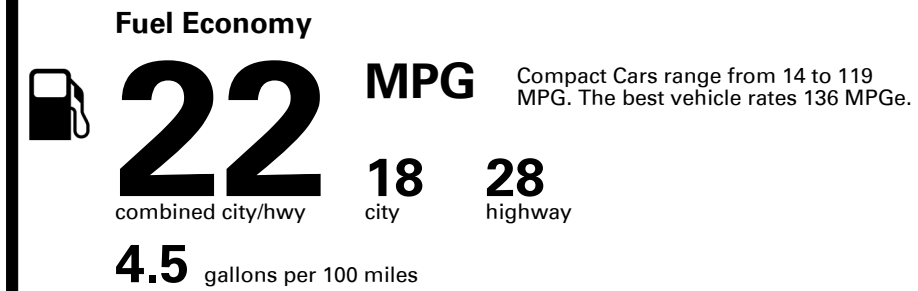 Fuel Economy
22 MPG
Compact Cars range from 14 to 119
MPG. The best vehicle rates 136 MPGe.
18 28
combined city/hwy city highway
4.5 gallons per 100 miles